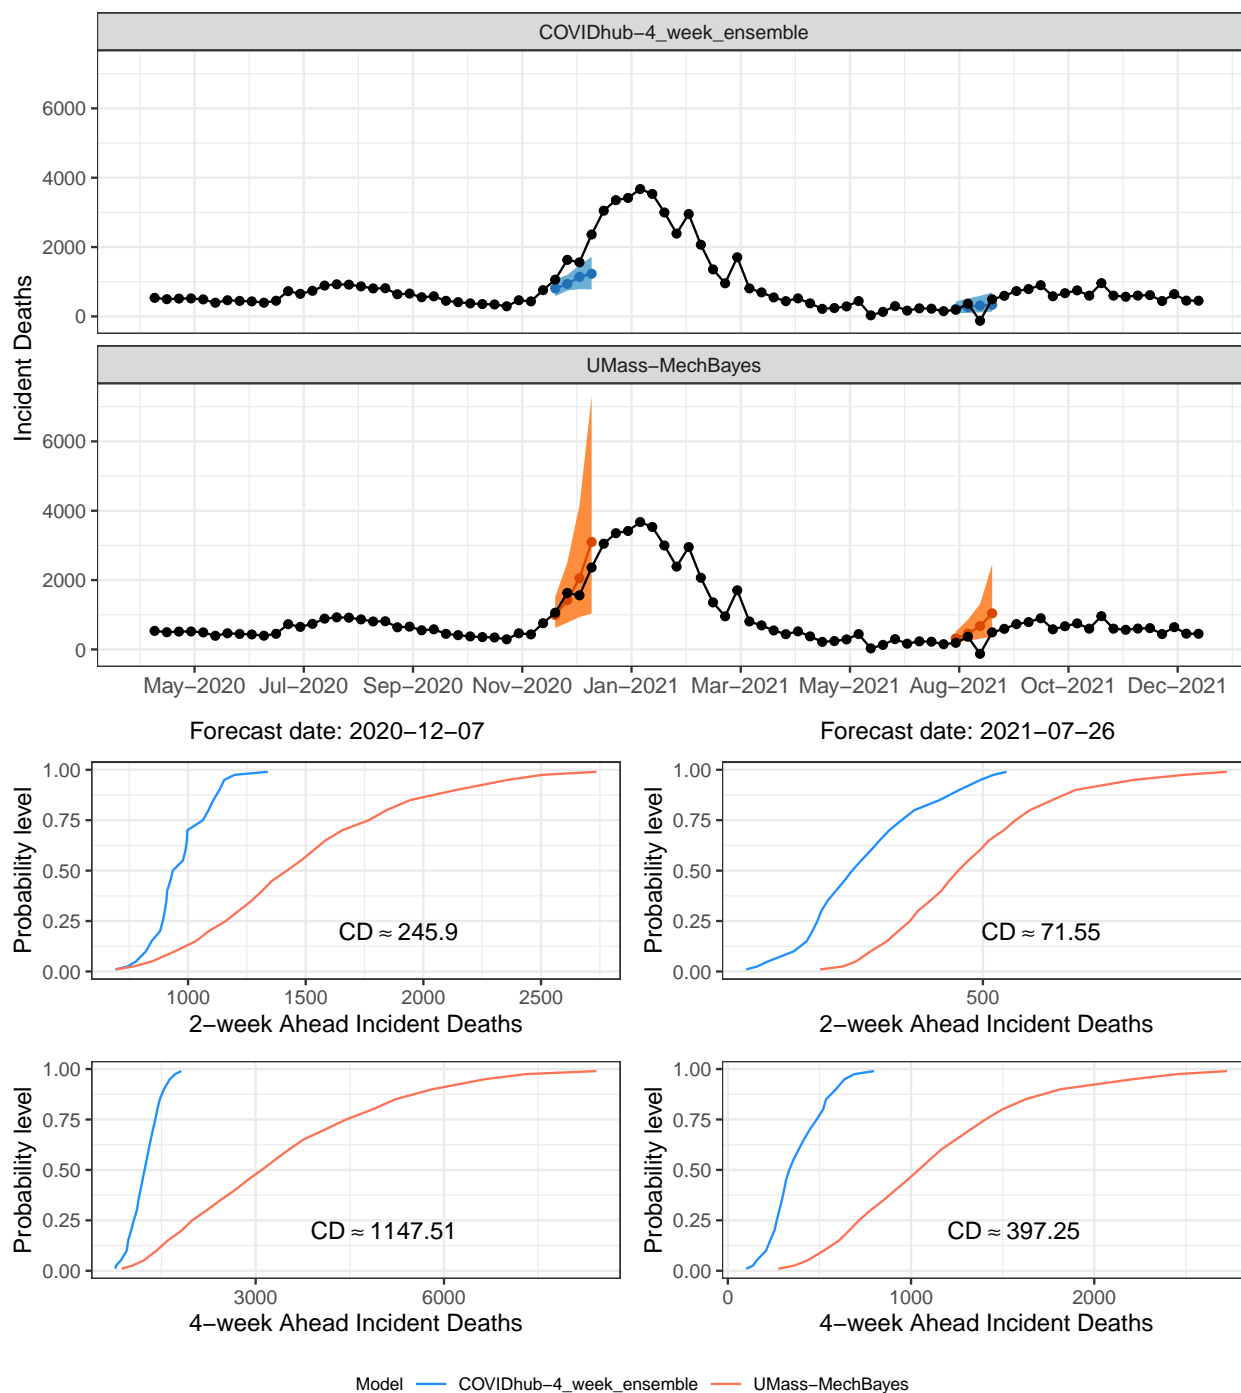 COVIDhub−4_week_ensemble
6000
4000
2000
0
Incident Deaths
UMass−MechBayes
6000
4000
2000
0
May−2020 Jul−2020 Sep−2020 Nov−2020 Jan−2021 Mar−2021 May−2021 Aug−2021 Oct−2021 Dec−2021
Forecast date: 2020−12−07
1.00
0.75
0.50
0.25
0.00
Probability level
CD ≈ 245.9
1000 1500 2000 2500
2−week Ahead Incident Deaths
Forecast date: 2021−07−26
1.00
0.75
0.50
0.25
0.00
Probability level
CD ≈ 71.55
500
2−week Ahead Incident Deaths
1.00
0.75
0.50
0.25
0.00
Probability level
CD ≈ 1147.51
3000 6000
4−week Ahead Incident Deaths
1.00
0.75
0.50
0.25
0.00
Probability level
CD ≈ 397.25
0 1000 2000
4−week Ahead Incident Deaths
Model COVIDhub−4_week_ensemble UMass−MechBayes